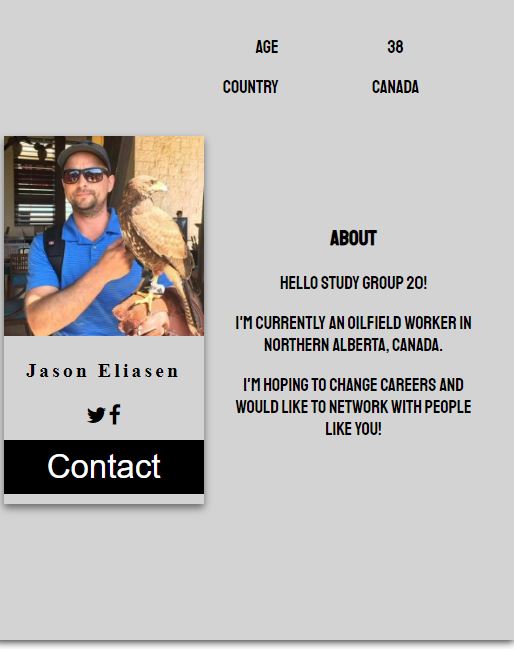 AGE 38
COUNTRY CANADA
Jason Eliasen
Contact
ABOUT
HELLO STUDY GROUP 20!
I'M CURRENTLY AN OILFIELD WORKER IN
NORTHERN ALBERTA, CANADA.
I'M HOPING TO CHANGE CAREERS AND
WOULD LIKE TO NETWORK WITH PEOPLE
LIKE YOU!